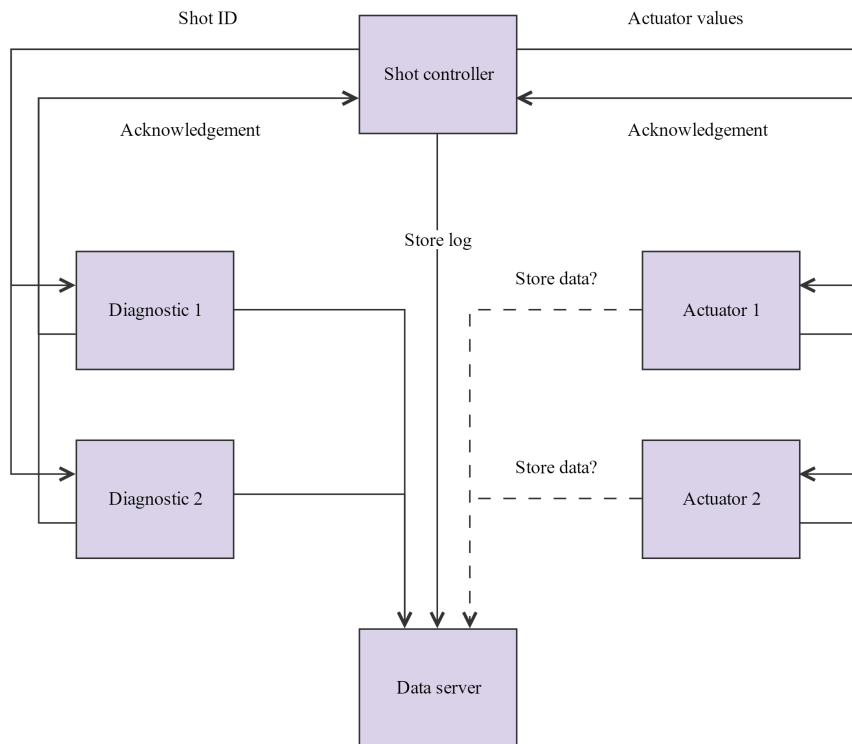 Shot ID
Actuator values
Shot controller
Acknowledgement
Acknowledgement
Store log
Store data?
Diagnostic 1
Actuator 1
Store data?
Diagnostic 2
Actuator 2
Data server